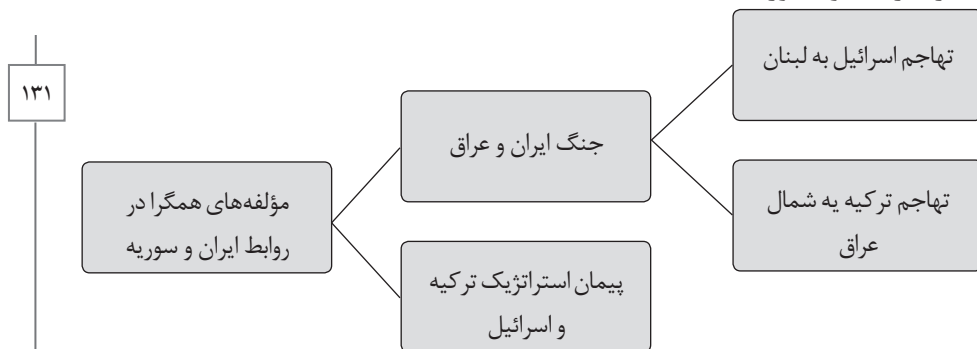 تهاجم اسرائیل به لبنان
۱۳۱
جنگ ایران و عراق
تهاجم ترکیه یه شمال
عراق
مؤلفه‌های همگرا در
روابط ایران و سوریه
پیمان استراتژیک ترکیه
و اسرائیل